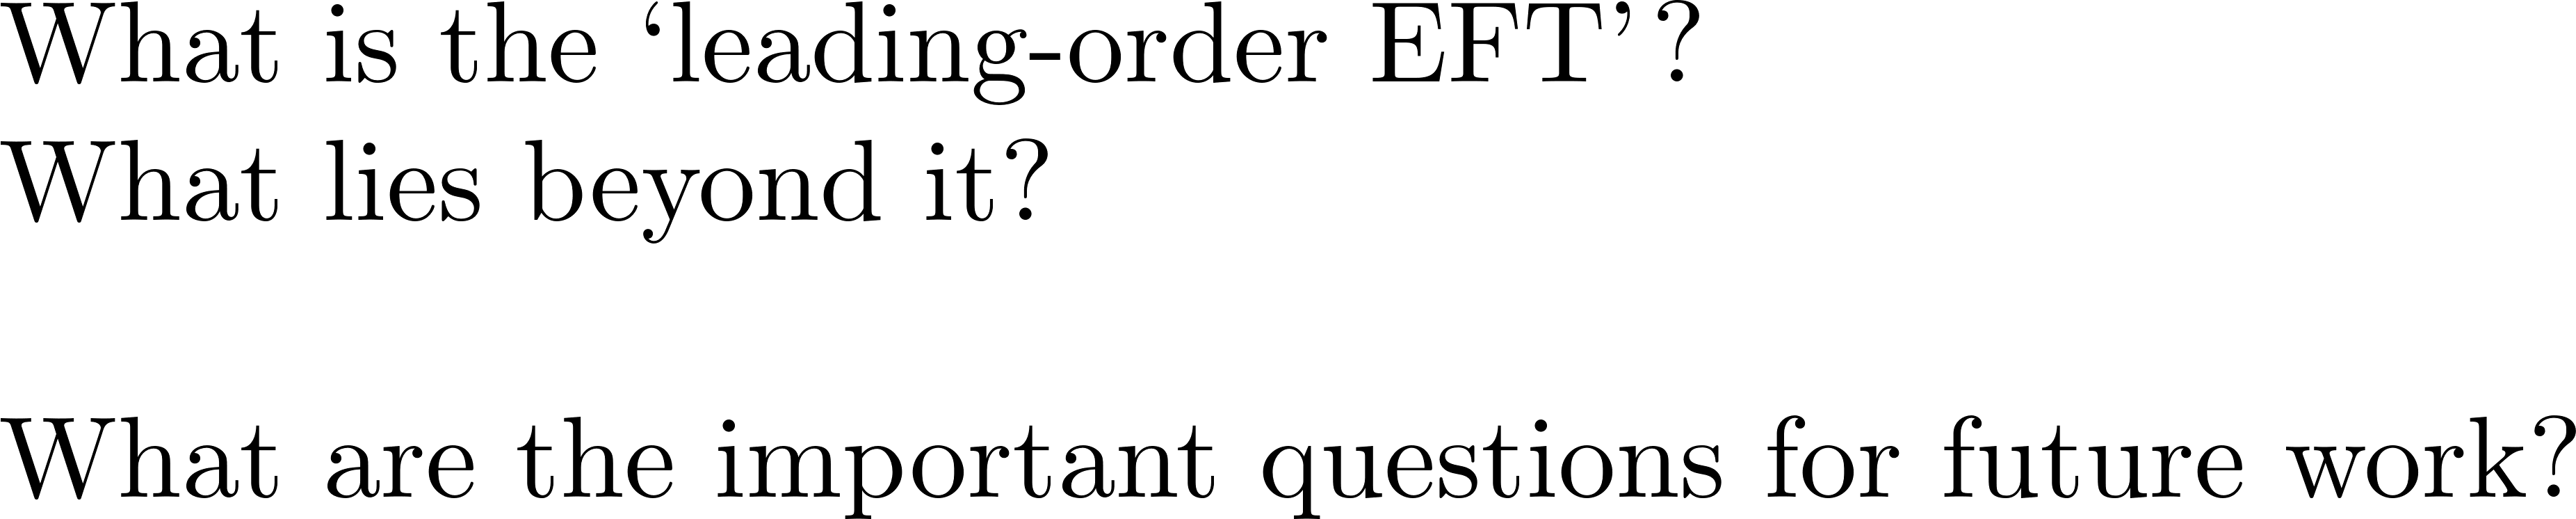 What is the ‘leading-order EFT’?
What lies beyond it?
What are the important questions for future work?